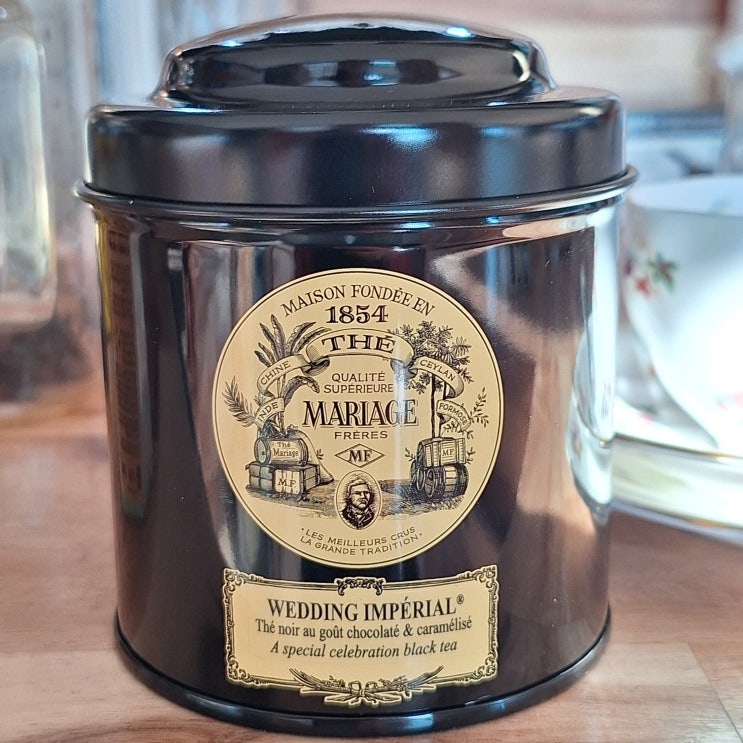 MAISON FONDÉE EN
1854
THÉ
CHINE
CEYLAN
INDE
FORMOSE
QUALITÉ
SUPÉRIEURE
MARIAGE
FRÈRES
MF
Thé
Mariage
M.F
MF
·LES MEILLEURS CRUS
LA GRANDE TRADITION·
WEDDING IMPÉRIAL®
Thé noir au goût chocolaté & caramélisé
A special celebration black tea